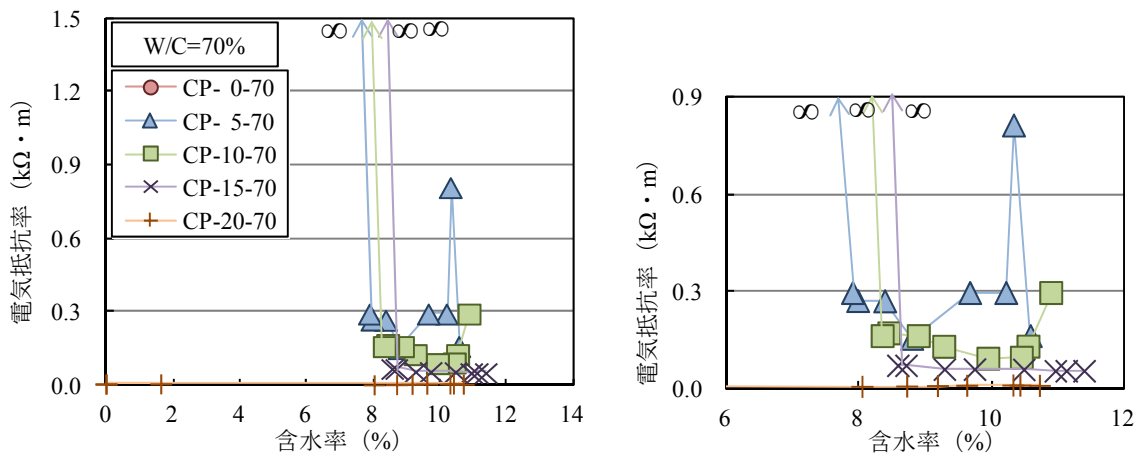 W/C=70%
CP- 0-70
CP- 5-70
CP-10-70
CP-15-70
CP-20-70
∞ ∞ ∞
1.5
1.2
0.9
0.6
0.3
0.0
0 2 4 6 8 10 12 14
電気抵抗率（kΩ・m）
含水率（%）
∞ ∞ ∞
0.9
0.6
0.3
0.0
6 8 10 12
電気抵抗率（kΩ・m）
含水率（%）